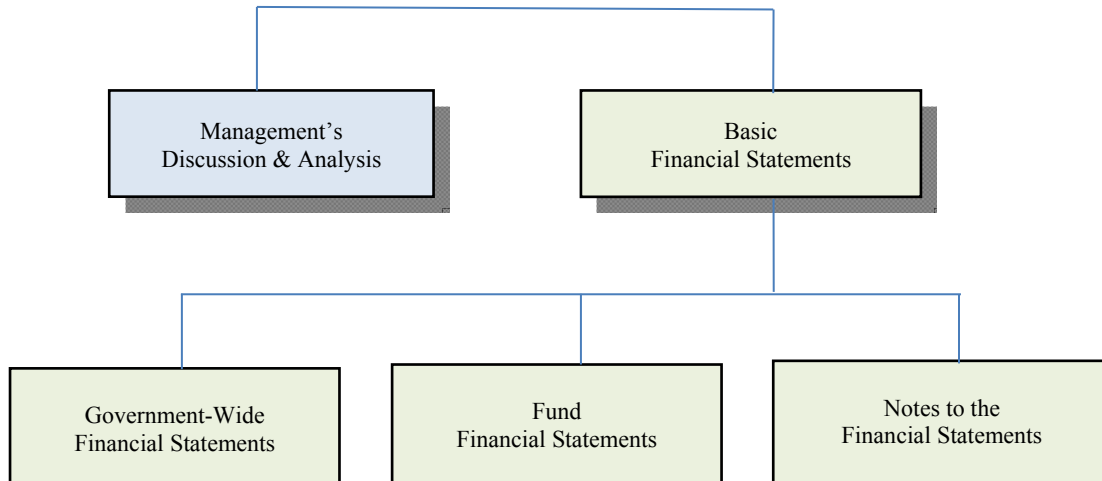 Management’s
Discussion & Analysis
Basic
Financial Statements
Government-Wide
Financial Statements
Fund
Financial Statements
Notes to the
Financial Statements